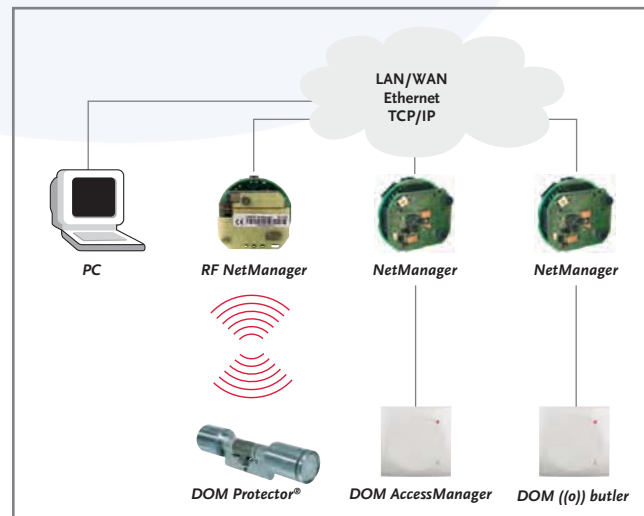 LAN/WAN
Ethernet
TCP/IP
PC
RF NetManager
NetManager
NetManager
DOM Protector®
DOM AccessManager
DOM ((o)) butler